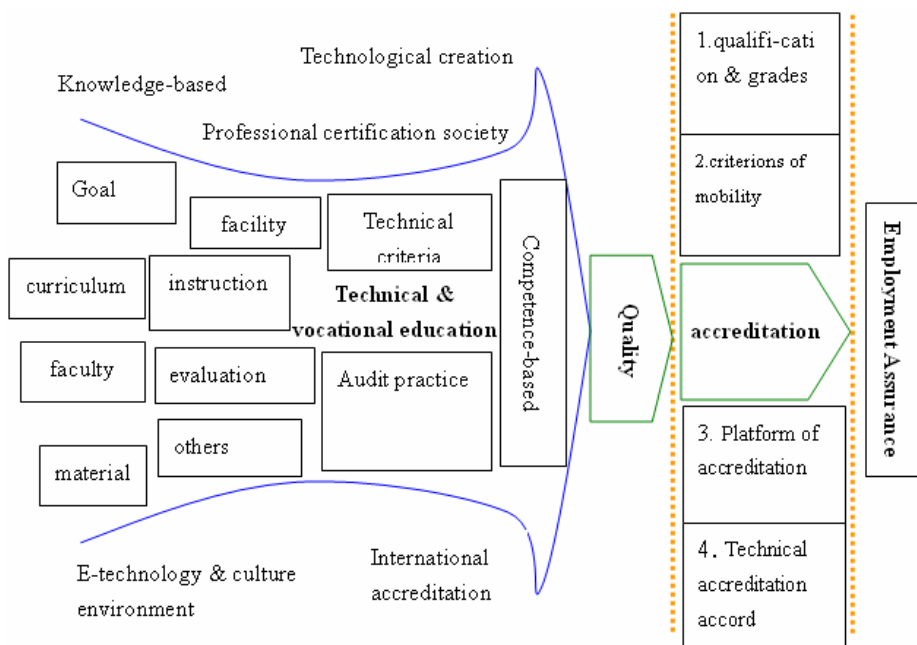 Technological creation
Knowledge-based
Professional certification society
Goal
facility
Technical
criteria
curriculum
instruction
Technical &
vocational education
faculty
evaluation
Audit practice
others
material
Competence-based
E-technology & culture
environment
International
accreditation
Quality
1.qualifi-cati
on & grades
2.criterions of
mobility
accreditation
3. Platform of
accreditation
4. Technical
accreditation
accord
Employment Assurance